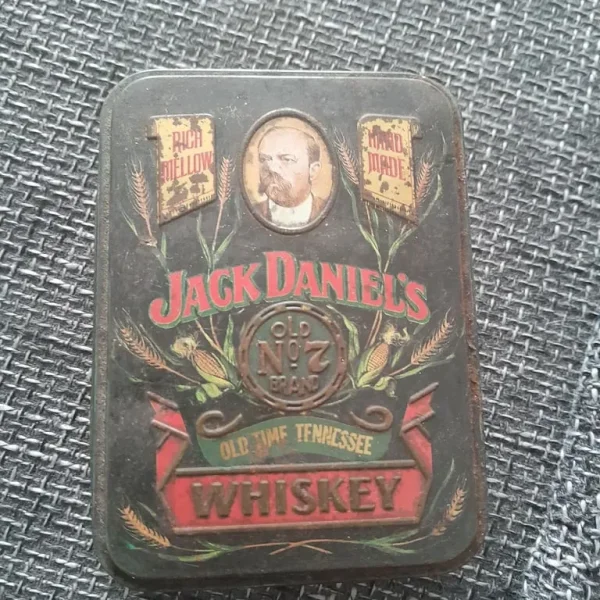 RICH
MELLOW
HAND
MADE
JACK DANIEL'S
OLD
No 7
BRAND
OLD TIME TENNESSEE
WHISKEY